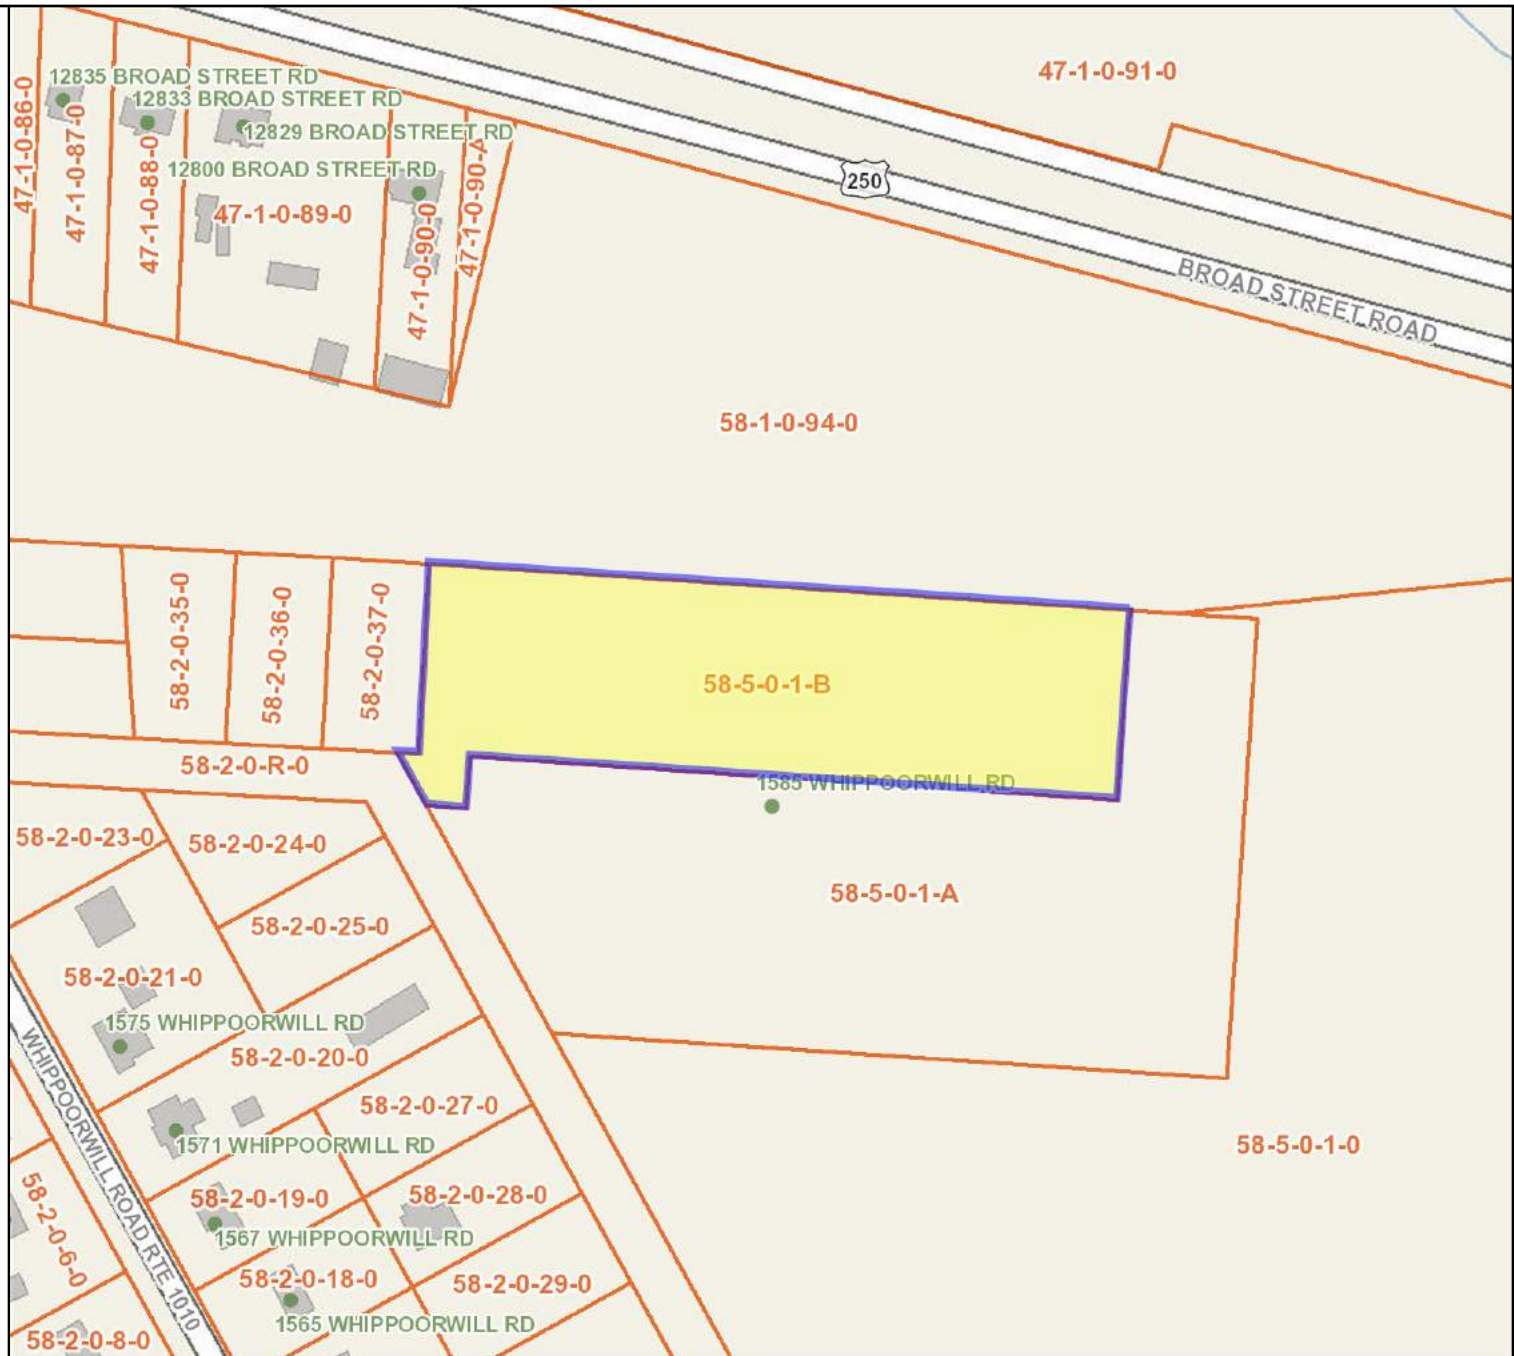 47-1-0-91-0
12835 BROAD STREET RD
12833 BROAD STREET RD
12829 BROAD STREET RD
12800 BROAD STREET RD
47-1-0-86-0
47-1-0-87-0
47-1-0-88-0
47-1-0-89-0
47-1-0-90-0
47-1-0-90-A
250
BROAD STREET ROAD
58-1-0-94-0
58-2-0-35-0
58-2-0-36-0
58-2-0-37-0
58-5-0-1-B
58-2-0-R-0
1585 WHIPPOORWILL RD
58-2-0-23-0
58-2-0-24-0
58-5-0-1-A
58-2-0-25-0
58-2-0-21-0
1575 WHIPPOORWILL RD
58-2-0-20-0
WHIPPOORWILL ROAD RTE 1010
58-2-0-27-0
1571 WHIPPOORWILL RD
58-5-0-1-0
58-2-0-19-0
58-2-0-28-0
58-2-0-6-0
1567 WHIPPOORWILL RD
58-2-0-18-0
58-2-0-29-0
1565 WHIPPOORWILL RD
58-2-0-8-0